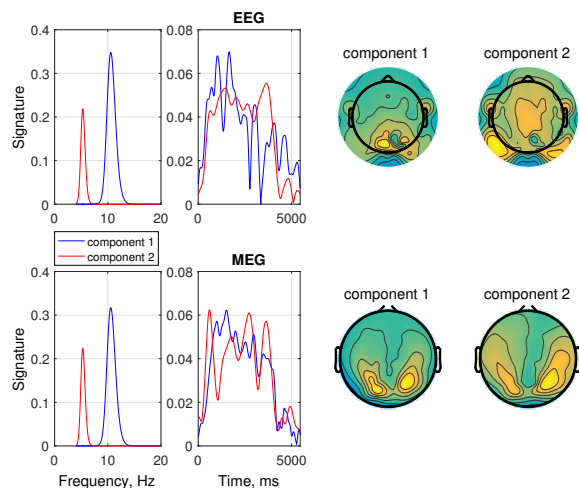 EEG
component 1
component 2
0.4
0.3
0.2
0.1
0
Signature
0
10
20
0.08
0.06
0.04
0.02
0
0
5000
component 1
component 2
MEG
component 1
component 2
0.4
0.3
0.2
0.1
0
Signature
0
10
20
Frequency, Hz
0.08
0.06
0.04
0.02
0
0
5000
Time, ms